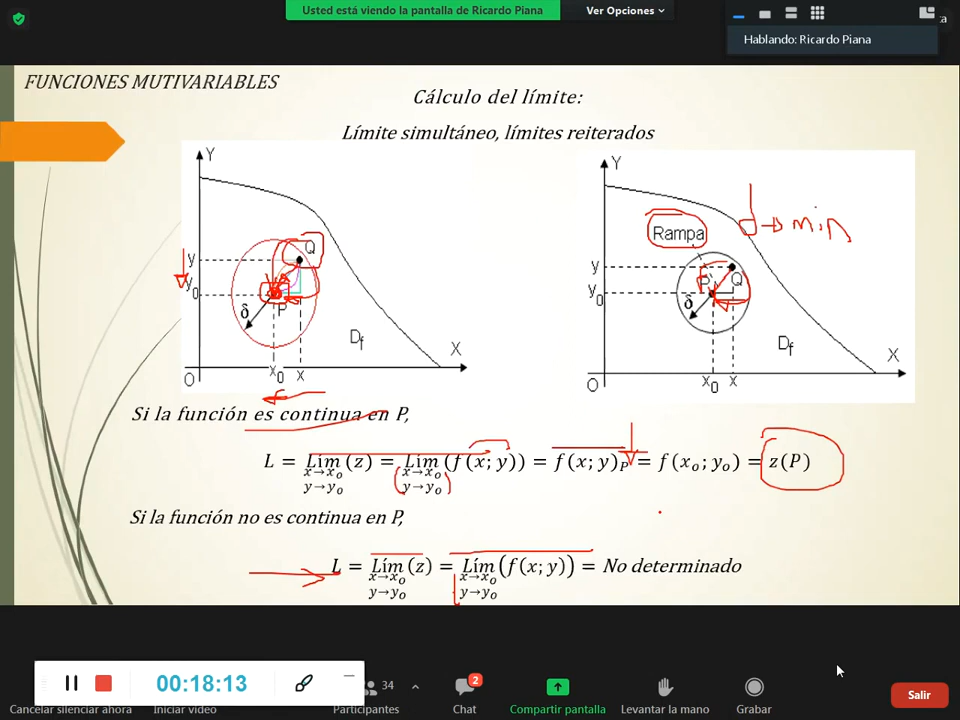 Usted está viendo la pantalla de Ricardo Piana
Ver Opciones
Hablando: Ricardo Piana
FUNCIONES MUTIVARIABLES
Cálculo del límite:
Límite simultáneo, límites reiterados
Y
Q
y
y0
P
δ
Df
X
O
x0
x
Y
Rampa
d → min
y
Q
P
y0
δ
Df
X
O
x0
x
Si la función es continua en P,
L = Lím (z) = Lím (f(x; y)) = f(x; y)P = f(xo; yo) = z(P)
x→xo x→xo
y→yo y→yo
Si la función no es continua en P,
L = Lím (z) = Lím (f(x; y)) = No determinado
x→xo x→xo
y→yo y→yo
00:18:13
34
2
Cancelar silenciar ahora
Iniciar video
Participantes
Chat
Compartir pantalla
Levantar la mano
Grabar
Salir